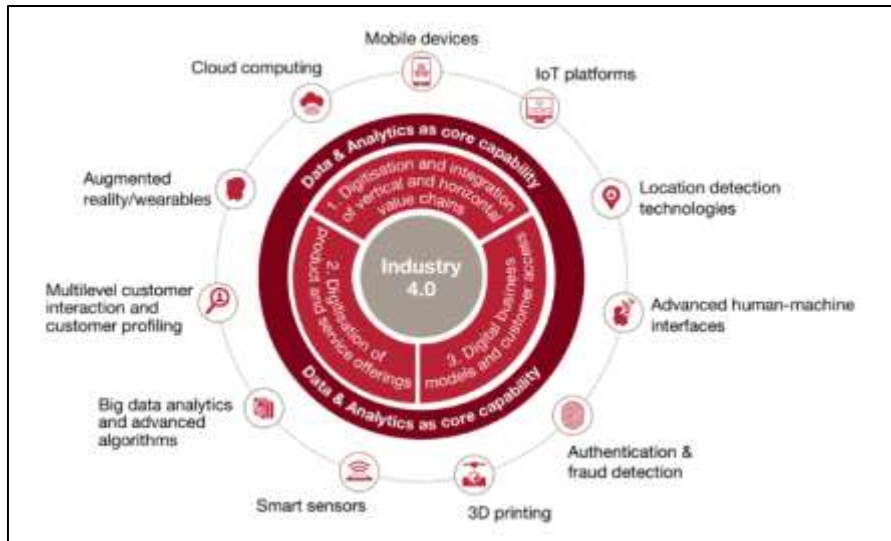 Mobile devices
Cloud computing
IoT platforms
Augmented
reality/wearables
Location detection
technologies
Multilevel customer
interaction and
customer profiling
Advanced human-machine
interfaces
Big data analytics
and advanced
algorithms
Authentication &
fraud detection
Smart sensors
3D printing
Data & Analytics as core capability
1. Digitisation and integration
of vertical and horizontal
value chains
2. Digitisation of
product and service offerings
3. Digital business
models and customer access
Industry
4.0
Data & Analytics as core capability